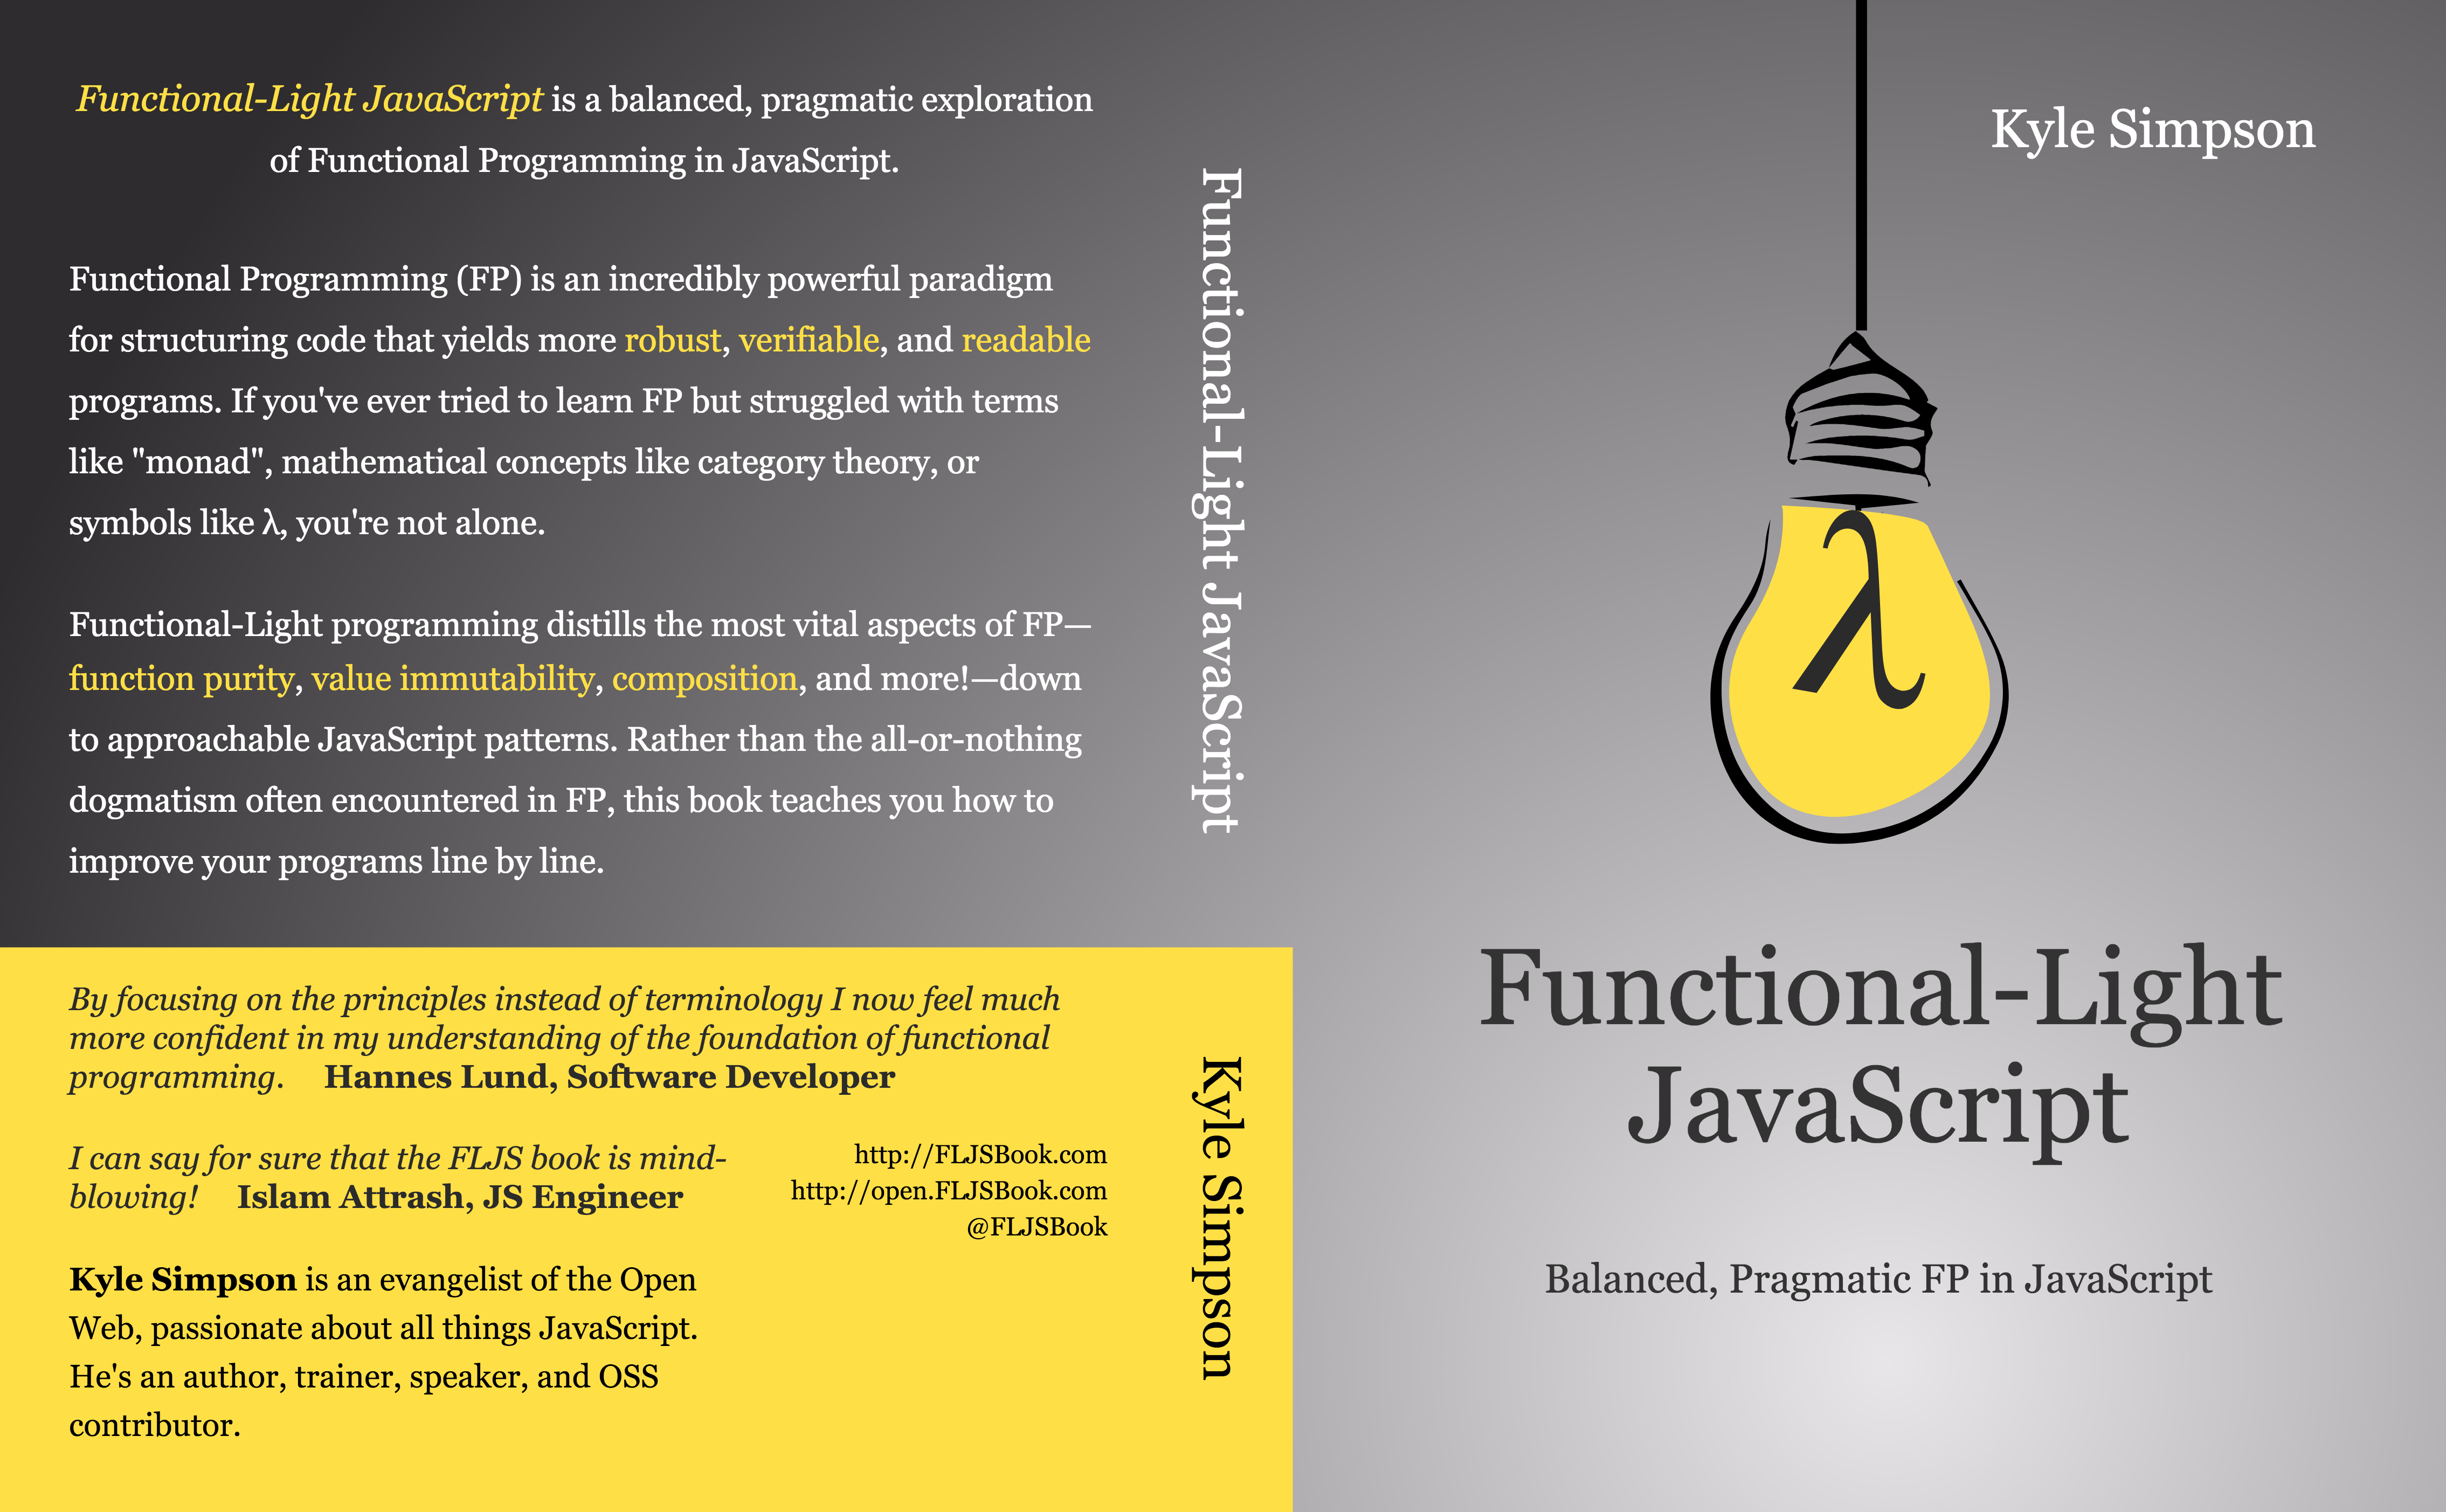 Functional-Light JavaScript is a balanced, pragmatic exploration
of Functional Programming in JavaScript.
Functional Programming (FP) is an incredibly powerful paradigm
for structuring code that yields more robust, verifiable, and readable
programs. If you've ever tried to learn FP but struggled with terms
like "monad", mathematical concepts like category theory, or
symbols like λ, you're not alone.
Functional-Light programming distills the most vital aspects of FP—
function purity, value immutability, composition, and more!—down
to approachable JavaScript patterns. Rather than the all-or-nothing
dogmatism often encountered in FP, this book teaches you how to
improve your programs line by line.
By focusing on the principles instead of terminology I now feel much
more confident in my understanding of the foundation of functional
programming. Hannes Lund, Software Developer
I can say for sure that the FLJS book is mind-
blowing! Islam Attrash, JS Engineer
http://FLJSBook.com
http://open.FLJSBook.com
@FLJSBook
Kyle Simpson is an evangelist of the Open
Web, passionate about all things JavaScript.
He's an author, trainer, speaker, and OSS
contributor.
Functional-Light JavaScript
Kyle Simpson
Kyle Simpson
λ
Functional-Light
JavaScript
Balanced, Pragmatic FP in JavaScript